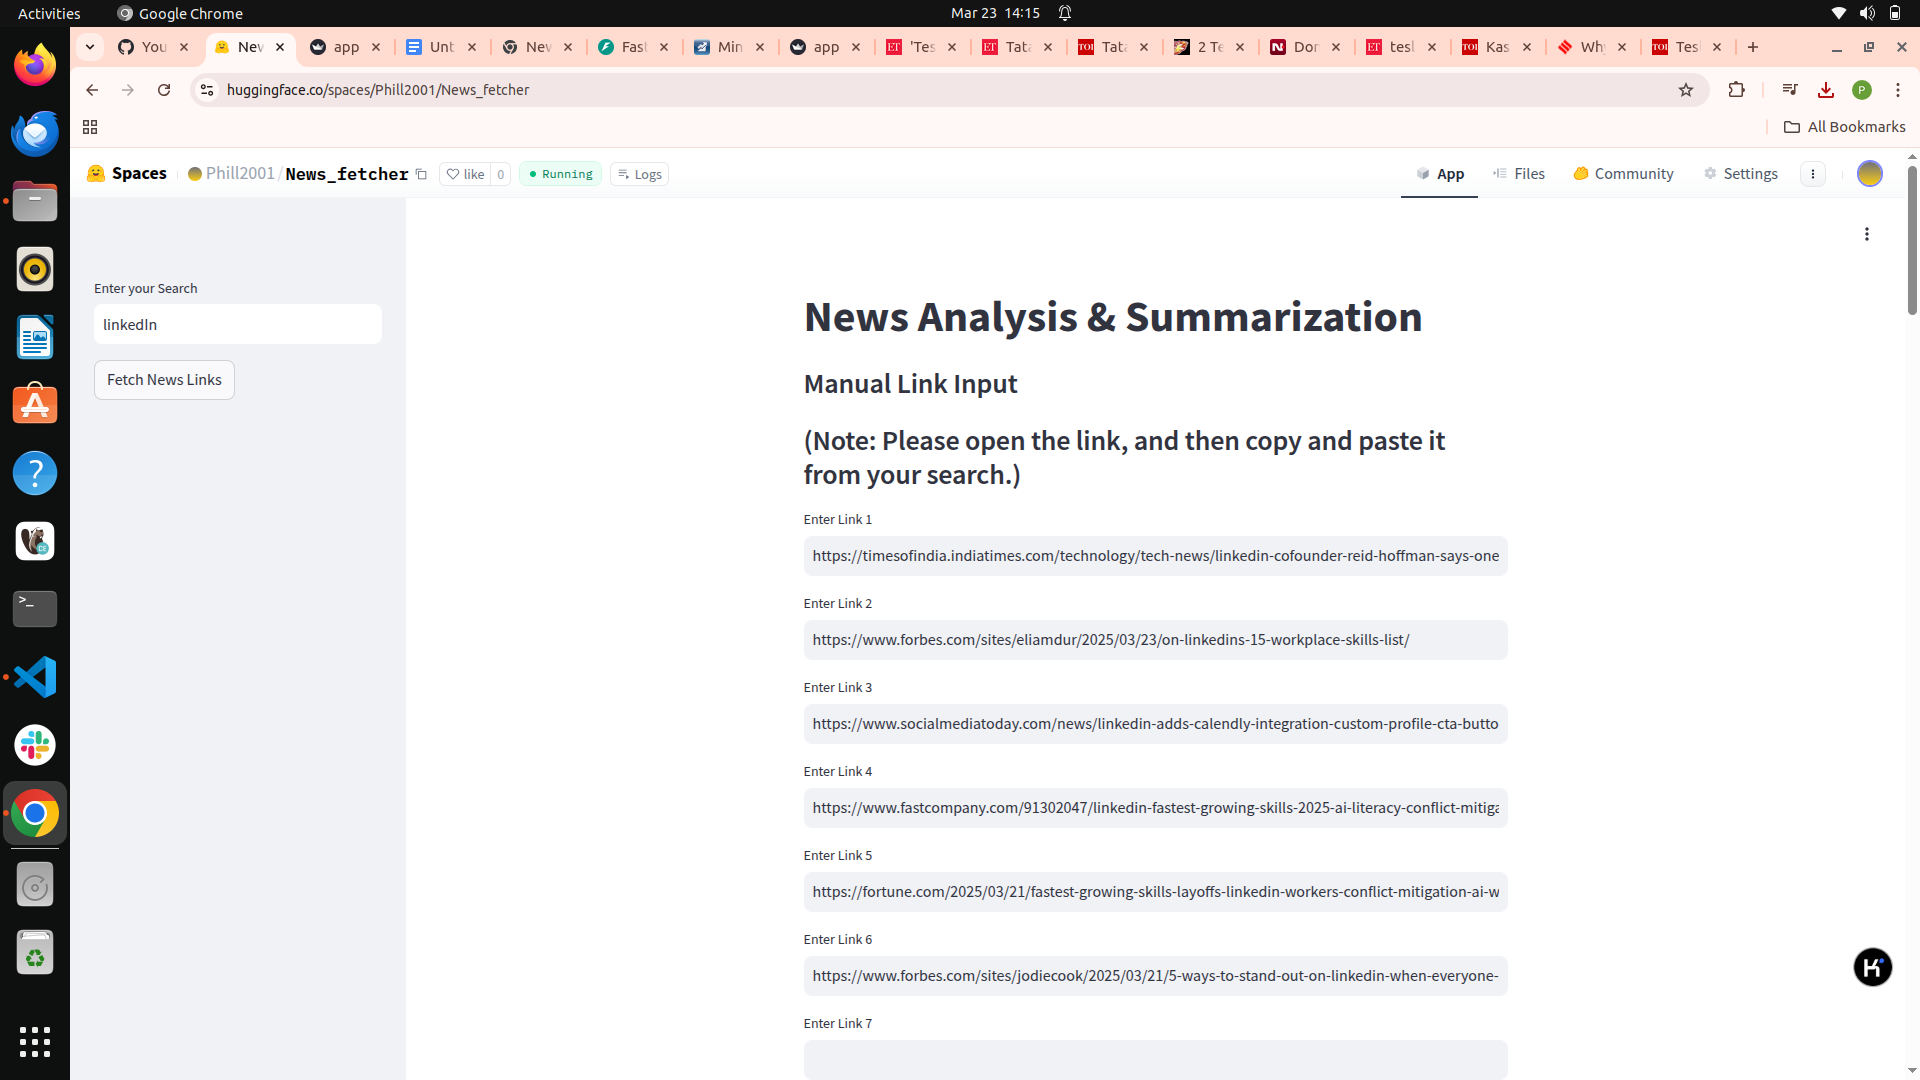 Activities
Google Chrome
Mar 23 14:15
You
New
app
Unt
New
Fast
Min
app
'Tes
Tata
Tata
2 Te
Don
tesl
Kas
Why
Tesl
huggingface.co/spaces/Phill2001/News_fetcher
P
All Bookmarks
Spaces
Phill2001/News_fetcher
like 0
Running
Logs
App
Files
Community
Settings
Enter your Search
linkedIn
Fetch News Links
News Analysis & Summarization
Manual Link Input
(Note: Please open the link, and then copy and paste it
from your search.)
Enter Link 1
https://timesofindia.indiatimes.com/technology/tech-news/linkedin-cofounder-reid-hoffman-says-one
Enter Link 2
https://www.forbes.com/sites/eliamdur/2025/03/23/on-linkedins-15-workplace-skills-list/
Enter Link 3
https://www.socialmediatoday.com/news/linkedin-adds-calendly-integration-custom-profile-cta-butto
Enter Link 4
https://www.fastcompany.com/91302047/linkedin-fastest-growing-skills-2025-ai-literacy-conflict-mitiga
Enter Link 5
https://fortune.com/2025/03/21/fastest-growing-skills-layoffs-linkedin-workers-conflict-mitigation-ai-w
Enter Link 6
https://www.forbes.com/sites/jodiecook/2025/03/21/5-ways-to-stand-out-on-linkedin-when-everyone-
Enter Link 7